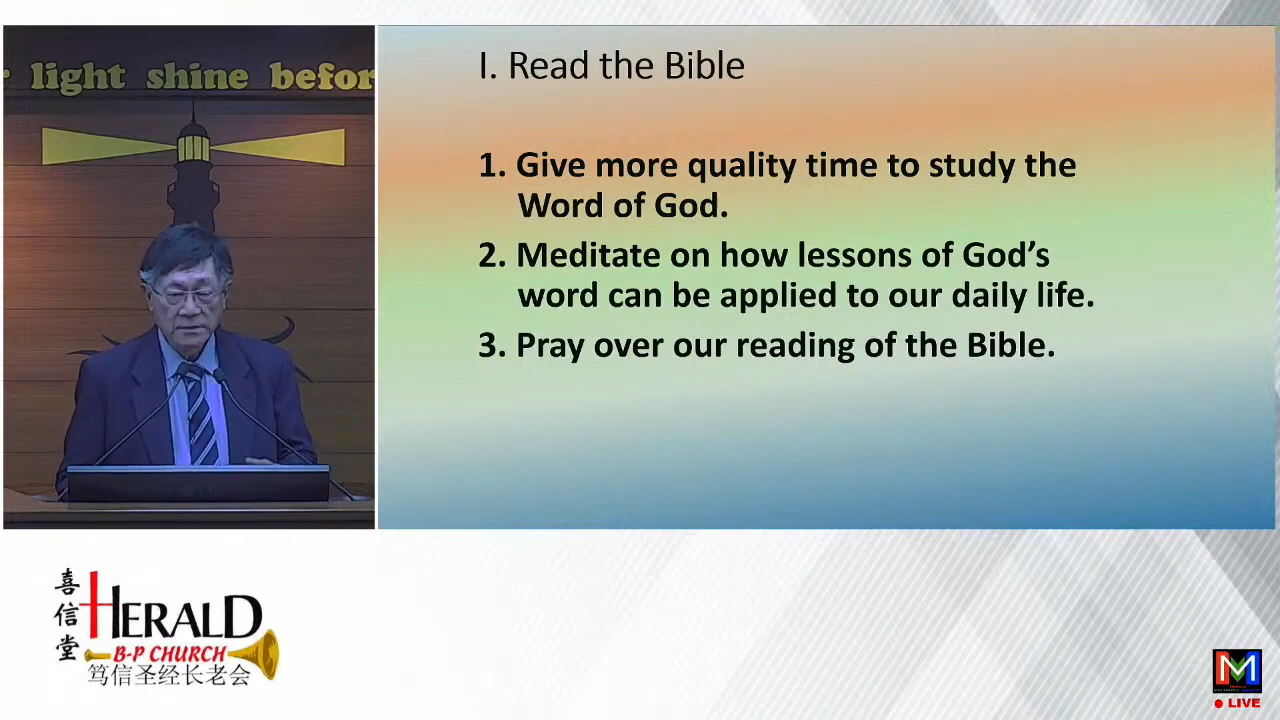 light shine befor
I. Read the Bible
1. Give more quality time to study the
Word of God.
2. Meditate on how lessons of God’s
word can be applied to our daily life.
3. Pray over our reading of the Bible.
喜信堂
HERALD
B-P CHURCH
笃信圣经长老会
M
LIVE